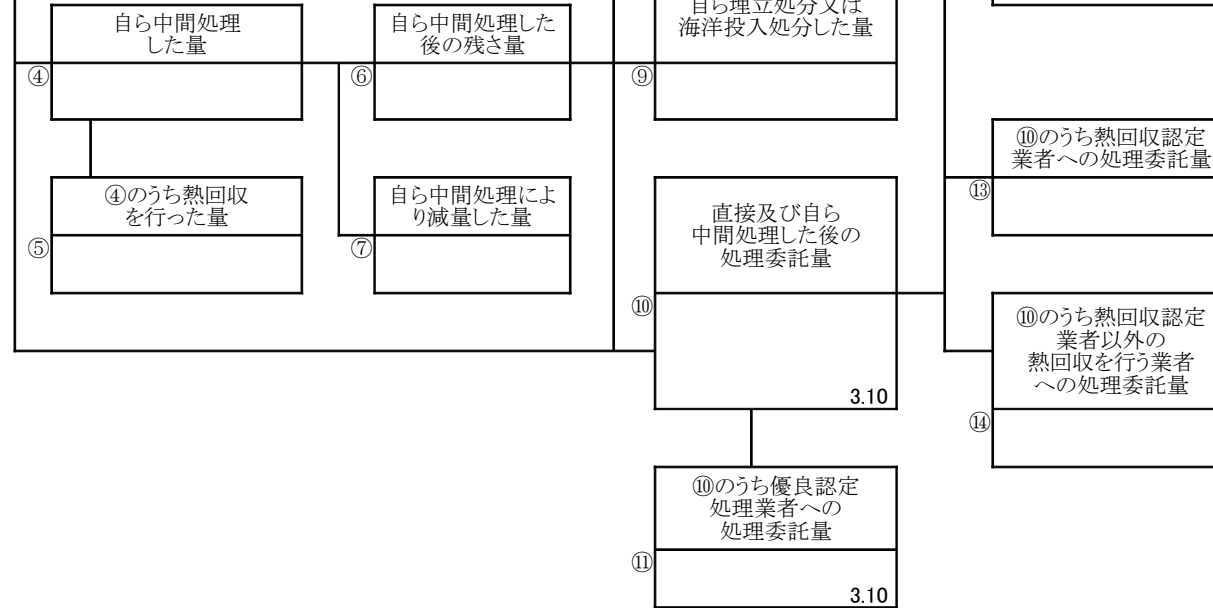 自ら中間処理
した量
④
自ら中間処理した
後の残さ量
⑥
自ら埋立処分又は
海洋投入処分した量
⑨
④のうち熱回収
を行った量
⑤
自ら中間処理によ
り減量した量
⑦
直接及び自ら
中間処理した後の
処理委託量
⑩
3.10
⑩のうち優良認定
処理業者への
処理委託量
⑪
3.10
⑩のうち熱回収認定
業者への処理委託量
⑬
⑩のうち熱回収認定
業者以外の
熱回収を行う業者
への処理委託量
⑭